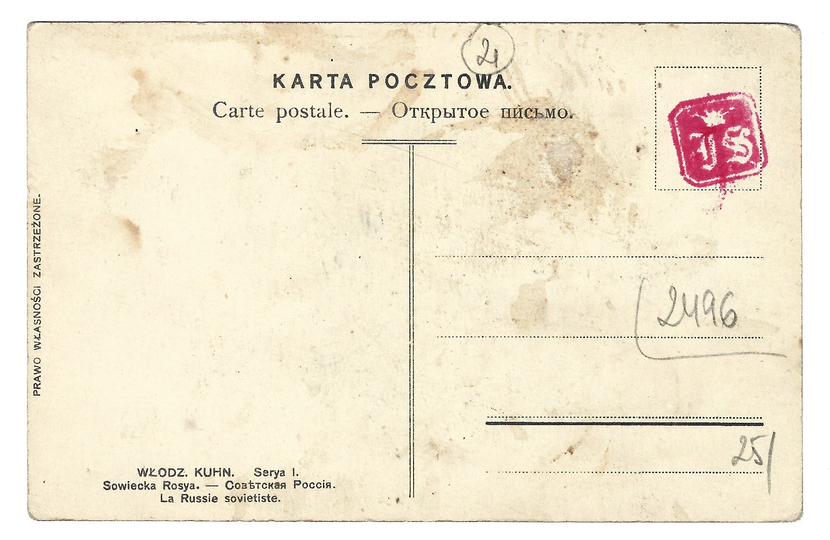 21
KARTA POCZTOWA.
Carte postale. — Открытое письмо.
JS
PRAWO WŁASNOŚCI ZASTRZEŻONE.
2496
25/
WŁODZ. KUHN. Serya I.
Sowiecka Rosya. — Совѣтская Россія.
La Russie sovietiste.